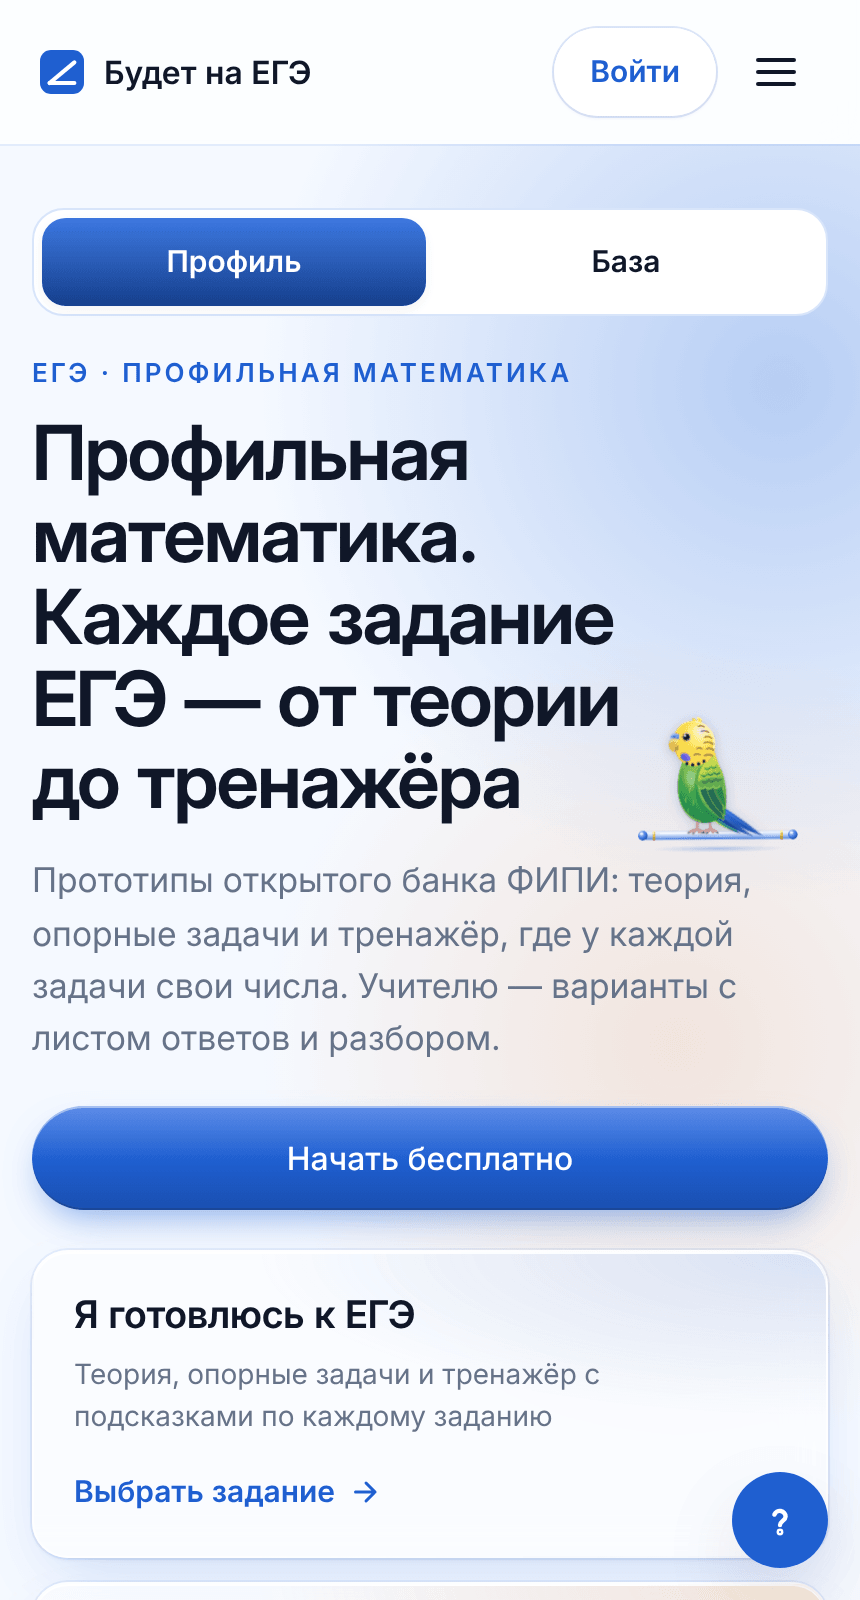 Будет на ЕГЭ
Войти
Профиль
База
ЕГЭ · ПРОФИЛЬНАЯ МАТЕМАТИКА
Профильная
математика.
Каждое задание
ЕГЭ — от теории
до тренажёра
Прототипы открытого банка ФИПИ: теория,
опорные задачи и тренажёр, где у каждой
задачи свои числа. Учителю — варианты с
листом ответов и разбором.
Начать бесплатно
Я готовлюсь к ЕГЭ
Теория, опорные задачи и тренажёр с
подсказками по каждому заданию
Выбрать задание →
?